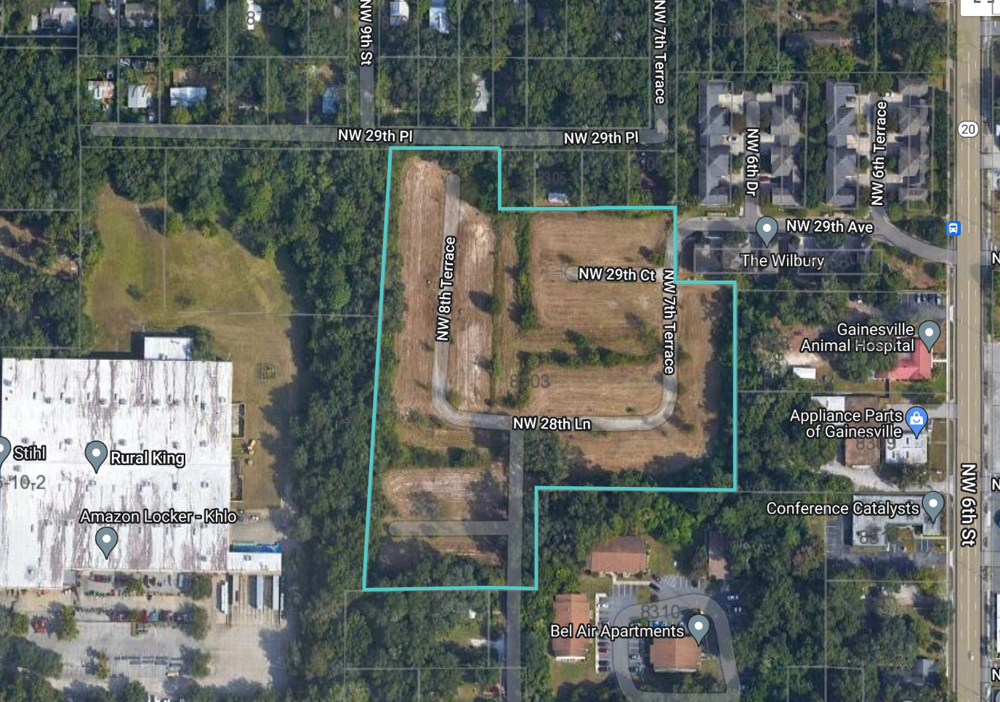 NW 9th St
NW 7th Terrace
20
NW 29th Pl
NW 29th Pl
NW 6th Dr
NW 6th Terrace
8305-
NW 29th Ave
The Wilbury
NW 8th Terrace
NW 29th Ct
NW 7th Terrace
Gainesville
Animal Hospital
8303
NW 28th Ln
Appliance Parts
of Gainesville
Stihl
Rural King
-10-2
Amazon Locker - Khlo
Conference Catalysts
NW 6th St
8310
Bel Air Apartments